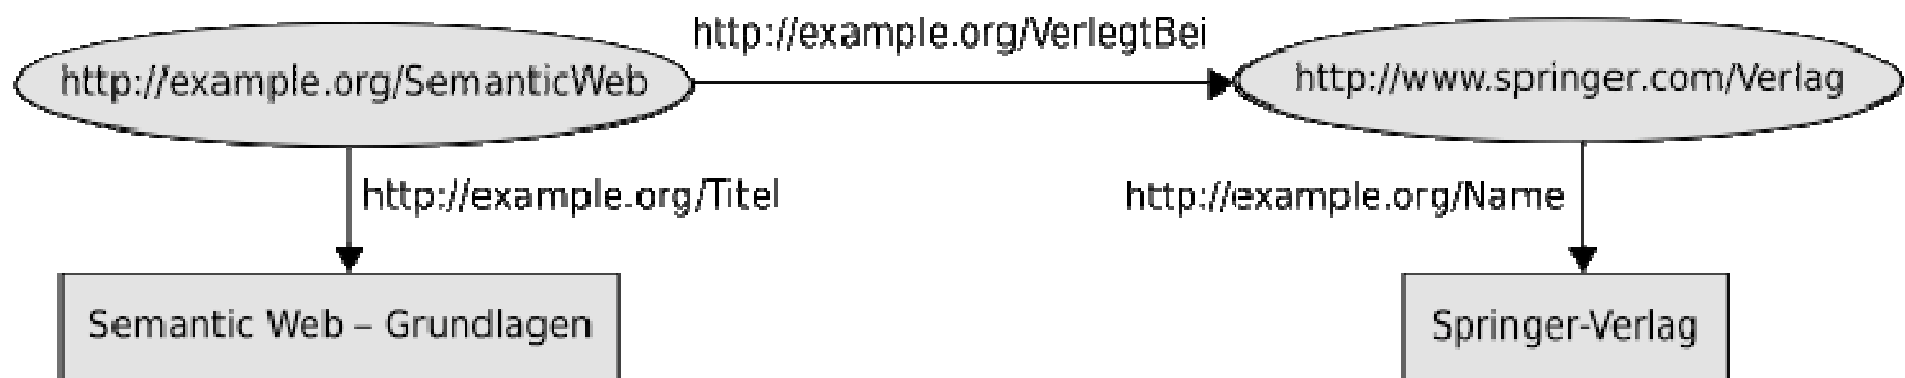 http://example.org/VerlegtBei
http://example.org/SemanticWeb
http://www.springer.com/Verlag
http://example.org/Titel
http://example.org/Name
Semantic Web – Grundlagen
Springer-Verlag